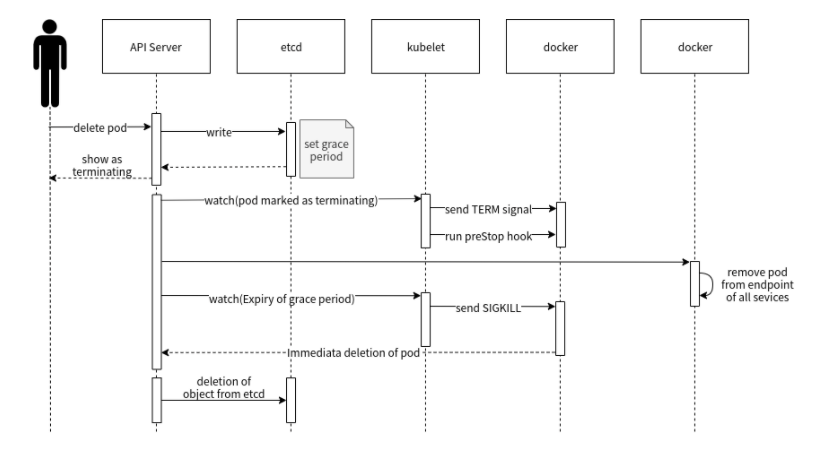 API Server
etcd
kubelet
docker
docker
delete pod
write
set grace
period
show as
terminating
watch(pod marked as terminating)
send TERM signal
run preStop hook
remove pod
from endpoint
of all sevices
watch(Expiry of grace period)
send SIGKILL
Immediata deletion of pod
deletion of
object from etcd